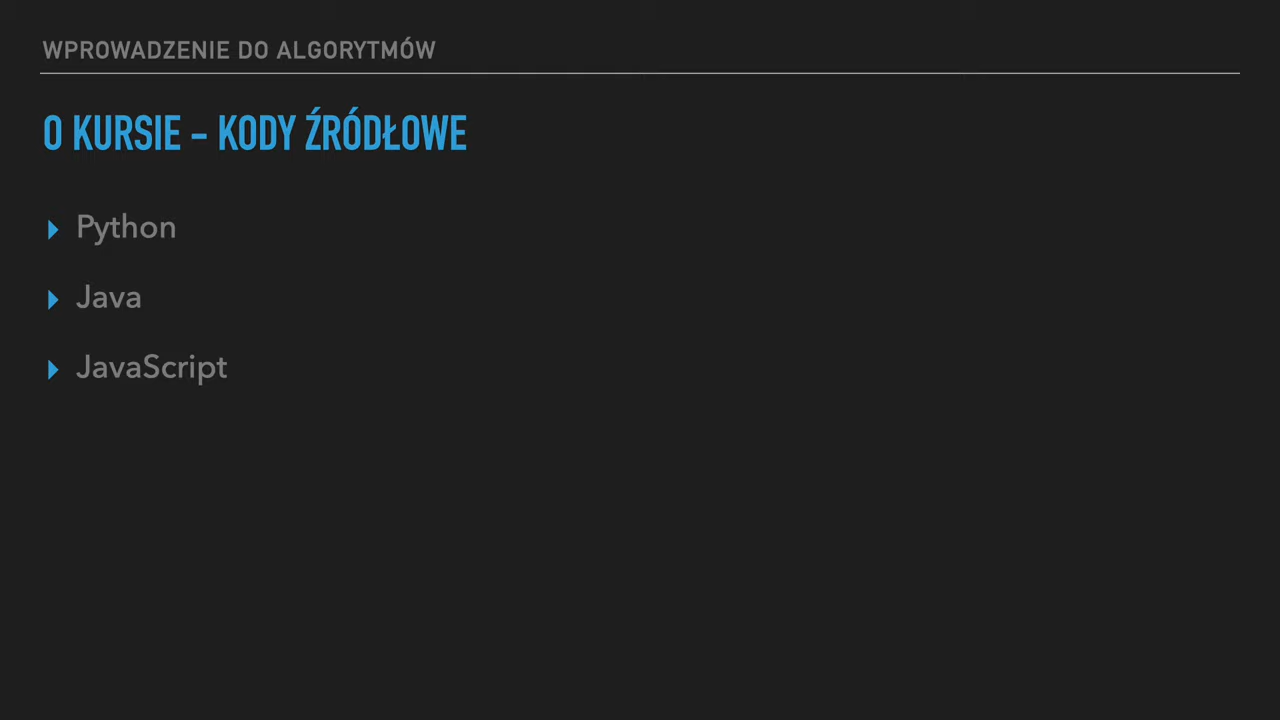 WPROWADZENIE DO ALGORYTMÓW
O KURSIE – KODY ŹRÓDŁOWE
Python
Java
JavaScript